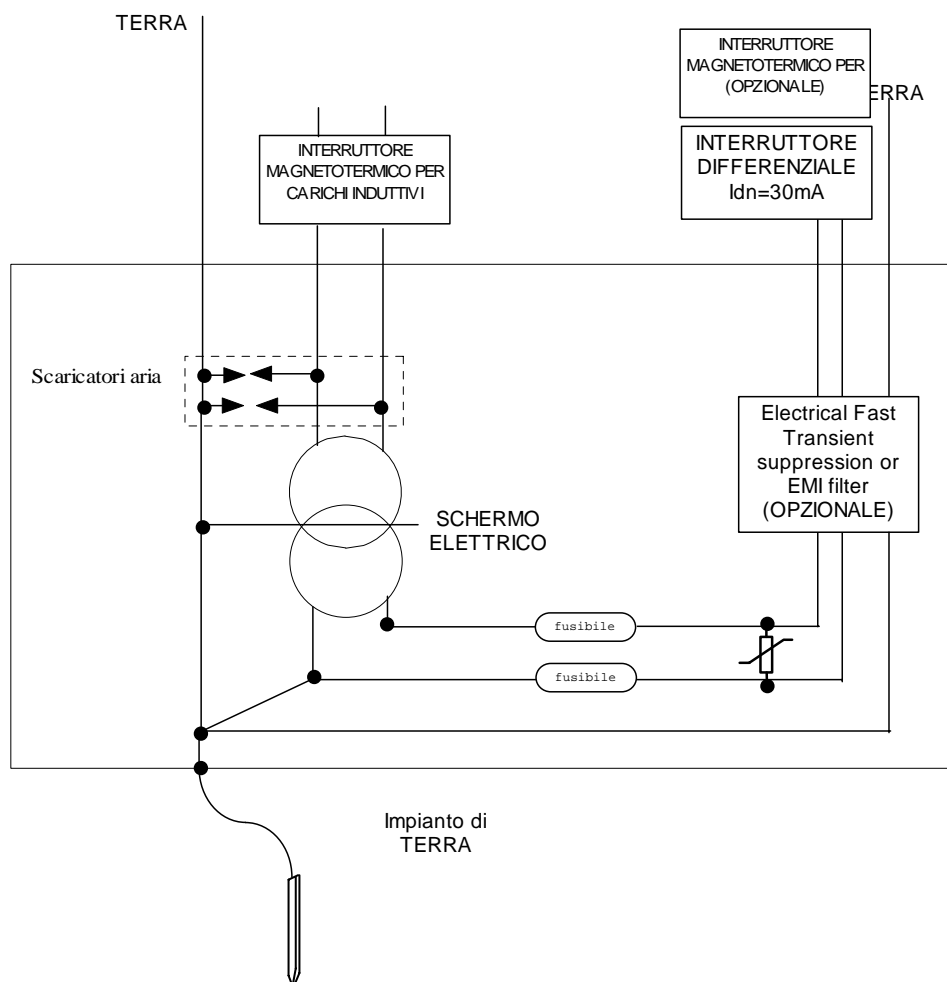 TERRA
INTERRUTTORE
MAGNETOTERMICO PER
(OPZIONALE)
ERRA
INTERRUTTORE
DIFFERENZIALE
Idn=30mA
INTERRUTTORE
MAGNETOTERMICO PER
CARICHI INDUTTIVI
Scaricatori aria
Electrical Fast
Transient
suppression or
EMI filter
(OPZIONALE)
SCHERMO
ELETTRICO
fusibile
fusibile
Impianto di
TERRA